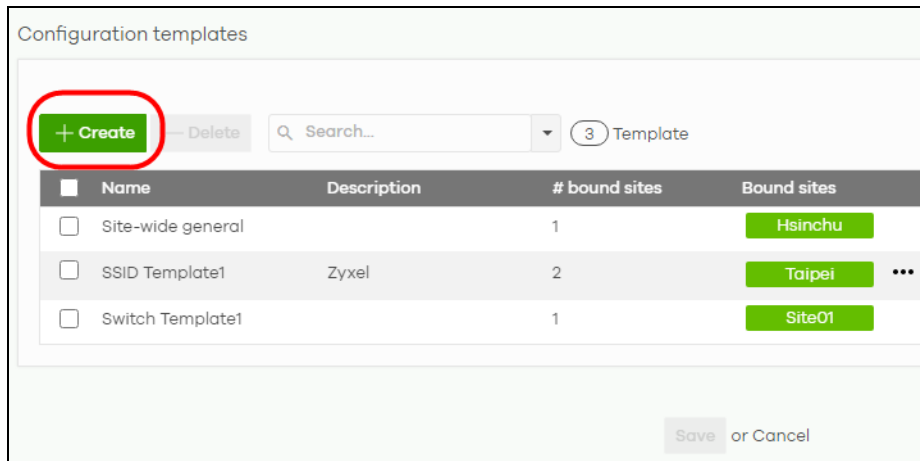 Configuration templates
+ Create — Delete Search... 3 Template
Name Description # bound sites Bound sites
Site-wide general 1 Hsinchu
SSID Template1 Zyxel 2 Taipei •••
Switch Template1 1 Site01
Save or Cancel